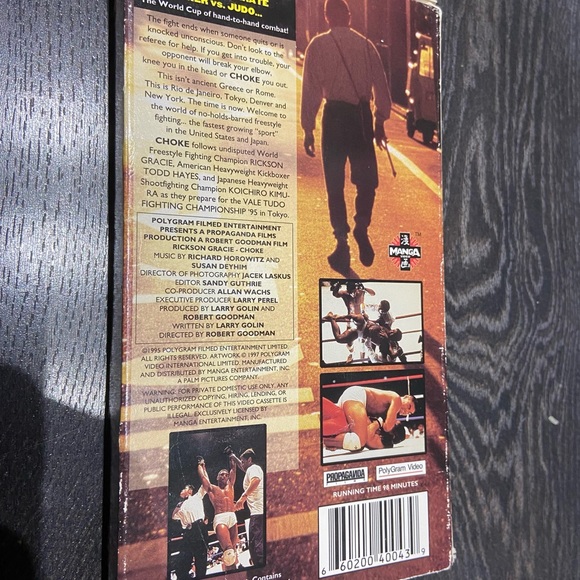 The World Cup of hand-to-hand combat!
The fight ends when someone quits or is
knocked unconscious. Don't look to the
referee for help. If you get into trouble, your
opponent will break your elbow,
knee you in the head or CHOKE you out.
This isn't ancient Greece or Rome.
This is Rio de Janeiro, Tokyo, Denver and
New York. The time is now. Welcome to
the world of no-holds-barred freestyle
fighting... the fastest growing "sport"
in the United States and Japan.
CHOKE follows undisputed World
Freestyle Fighting Champion RICKSON
GRACIE, American Heavyweight Kickboxer
TODD HAYES, and Japanese Heavyweight
Shootfighting Champion KOICHIRO KIMU-
RA as they prepare for the VALE TUDO
FIGHTING CHAMPIONSHIP '95 in Tokyo.
POLYGRAM FILMED ENTERTAINMENT
PRESENTS A PROPAGANDA FILMS
PRODUCTION A ROBERT GOODMAN FILM
RICKSON GRACIE - CHOKE
MUSIC BY RICHARD HOROWITZ AND
SUSAN DEYHIM
DIRECTOR OF PHOTOGRAPHY JACEK LASKUS
EDITOR SANDY GUTHRIE
CO-PRODUCER ALLAN WACHS
EXECUTIVE PRODUCER LARRY PEREL
PRODUCED BY LARRY GOLIN AND
ROBERT GOODMAN
WRITTEN BY LARRY GOLIN
DIRECTED BY ROBERT GOODMAN
©1995 POLYGRAM FILMED ENTERTAINMENT LIMITED.
ALL RIGHTS RESERVED. ARTWORK © 1997 POLYGRAM
VIDEO INTERNATIONAL LIMITED. MANUFACTURED
AND DISTRIBUTED BY MANGA ENTERTAINMENT, INC.
A PALM PICTURES COMPANY.
WARNING: FOR PRIVATE DOMESTIC USE ONLY. ANY
UNAUTHORIZED COPYING, HIRING, LENDING, OR
PUBLIC PERFORMANCE OF THIS VIDEO CASSETTE IS
ILLEGAL. EXCLUSIVELY LICENSED BY
MANGA ENTERTAINMENT, INC.
MANGA
TM
PROPAGANDA
PolyGram Video
RUNNING TIME 98 MINUTES
6 60200 40043 9
Contains